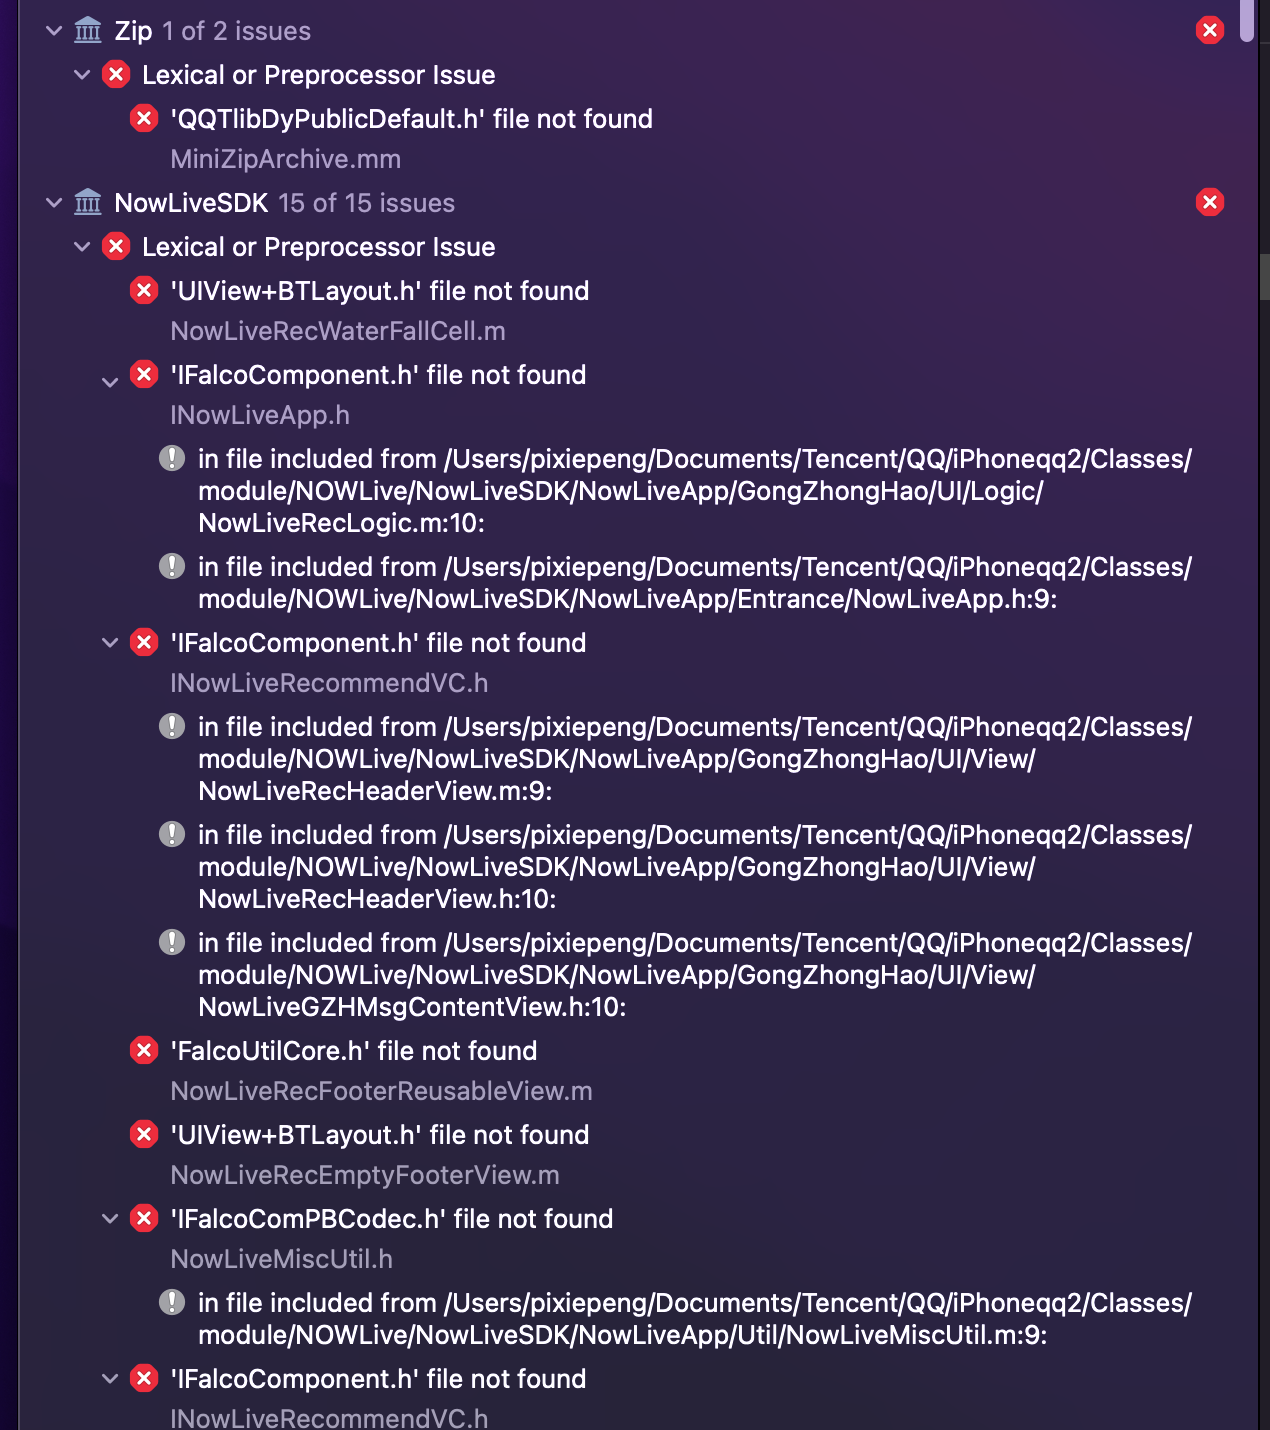 Zip 1 of 2 issues
Lexical or Preprocessor Issue
'QQTlibDyPublicDefault.h' file not found
MiniZipArchive.mm
NowLiveSDK 15 of 15 issues
Lexical or Preprocessor Issue
'UIView+BTLayout.h' file not found
NowLiveRecWaterFallCell.m
'IFalcoComponent.h' file not found
INowLiveApp.h
in file included from /Users/pixiepeng/Documents/Tencent/QQ/iPhoneqq2/Classes/
module/NOWLive/NowLiveSDK/NowLiveApp/GongZhongHao/UI/Logic/
NowLiveRecLogic.m:10:
in file included from /Users/pixiepeng/Documents/Tencent/QQ/iPhoneqq2/Classes/
module/NOWLive/NowLiveSDK/NowLiveApp/Entrance/NowLiveApp.h:9:
'IFalcoComponent.h' file not found
INowLiveRecommendVC.h
in file included from /Users/pixiepeng/Documents/Tencent/QQ/iPhoneqq2/Classes/
module/NOWLive/NowLiveSDK/NowLiveApp/GongZhongHao/UI/View/
NowLiveRecHeaderView.m:9:
in file included from /Users/pixiepeng/Documents/Tencent/QQ/iPhoneqq2/Classes/
module/NOWLive/NowLiveSDK/NowLiveApp/GongZhongHao/UI/View/
NowLiveRecHeaderView.h:10:
in file included from /Users/pixiepeng/Documents/Tencent/QQ/iPhoneqq2/Classes/
module/NOWLive/NowLiveSDK/NowLiveApp/GongZhongHao/UI/View/
NowLiveGZHMsgContentView.h:10:
'FalcoUtilCore.h' file not found
NowLiveRecFooterReusableView.m
'UIView+BTLayout.h' file not found
NowLiveRecEmptyFooterView.m
'IFalcoComPBCodec.h' file not found
NowLiveMiscUtil.h
in file included from /Users/pixiepeng/Documents/Tencent/QQ/iPhoneqq2/Classes/
module/NOWLive/NowLiveSDK/NowLiveApp/Util/NowLiveMiscUtil.m:9:
'IFalcoComponent.h' file not found
INowLiveRecommendVC.h